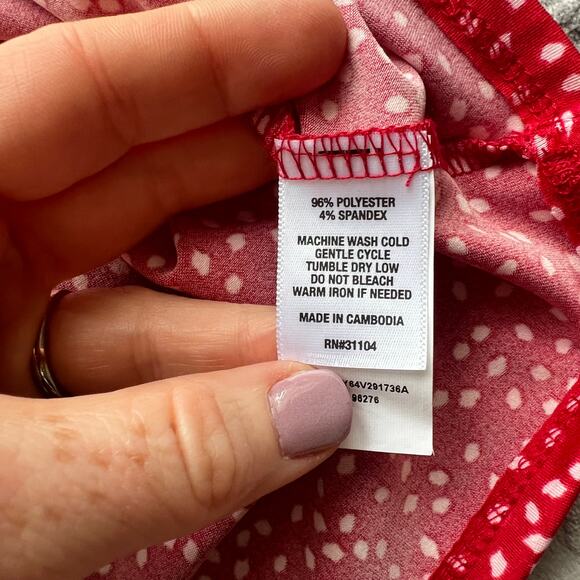 96% POLYESTER
4% SPANDEX
MACHINE WASH COLD
GENTLE CYCLE
TUMBLE DRY LOW
DO NOT BLEACH
WARM IRON IF NEEDED
MADE IN CAMBODIA
RN#31104